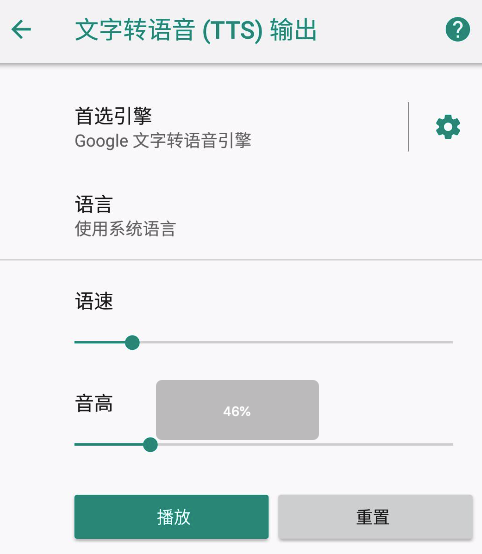 文字转语音 (TTS) 输出
首选引擎
Google 文字转语音引擎
语言
使用系统语言
语速
音高
46%
播放
重置